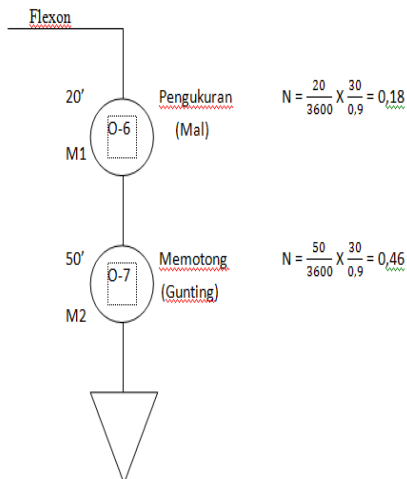 Flexon
20’ Pengukuran N = 20/3600 X 30/0,9 = 0,18
O-6 (Mal)
M1
50’ Memotong N = 50/3600 X 30/0,9 = 0,46
O-7 (Gunting)
M2